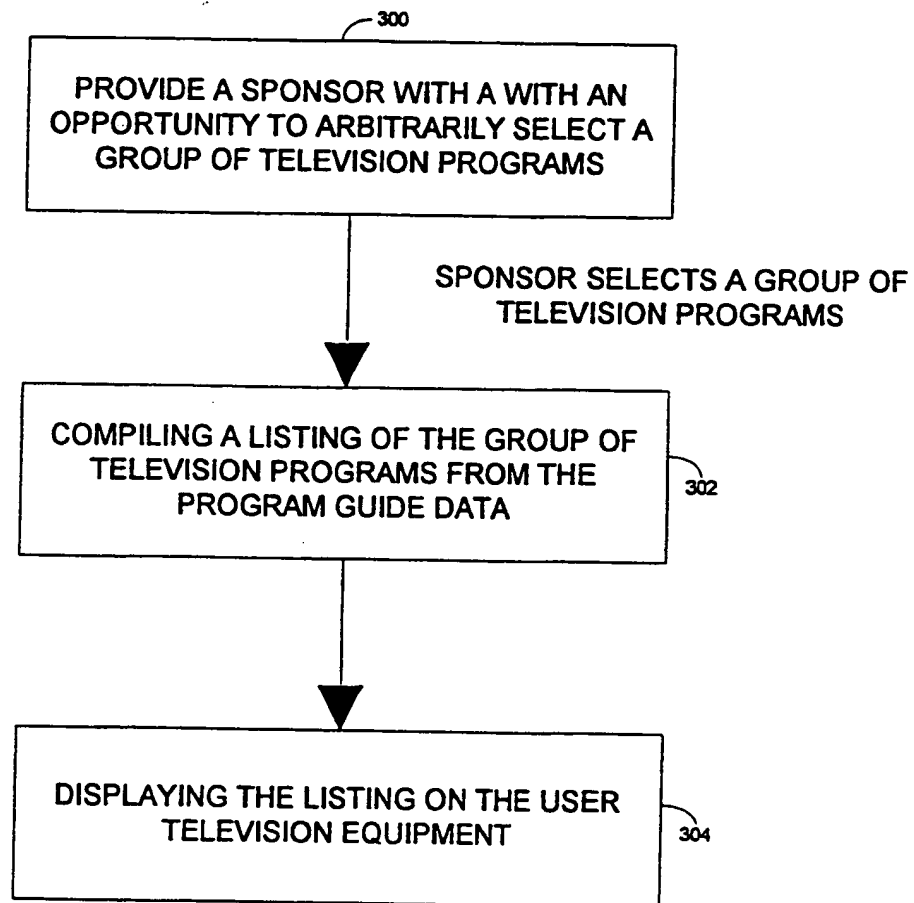 300
PROVIDE A SPONSOR WITH A WITH AN
OPPORTUNITY TO ARBITRARILY SELECT A
GROUP OF TELEVISION PROGRAMS
SPONSOR SELECTS A GROUP OF
TELEVISION PROGRAMS
COMPILING A LISTING OF THE GROUP OF
TELEVISION PROGRAMS FROM THE
PROGRAM GUIDE DATA
302
DISPLAYING THE LISTING ON THE USER
TELEVISION EQUIPMENT
304